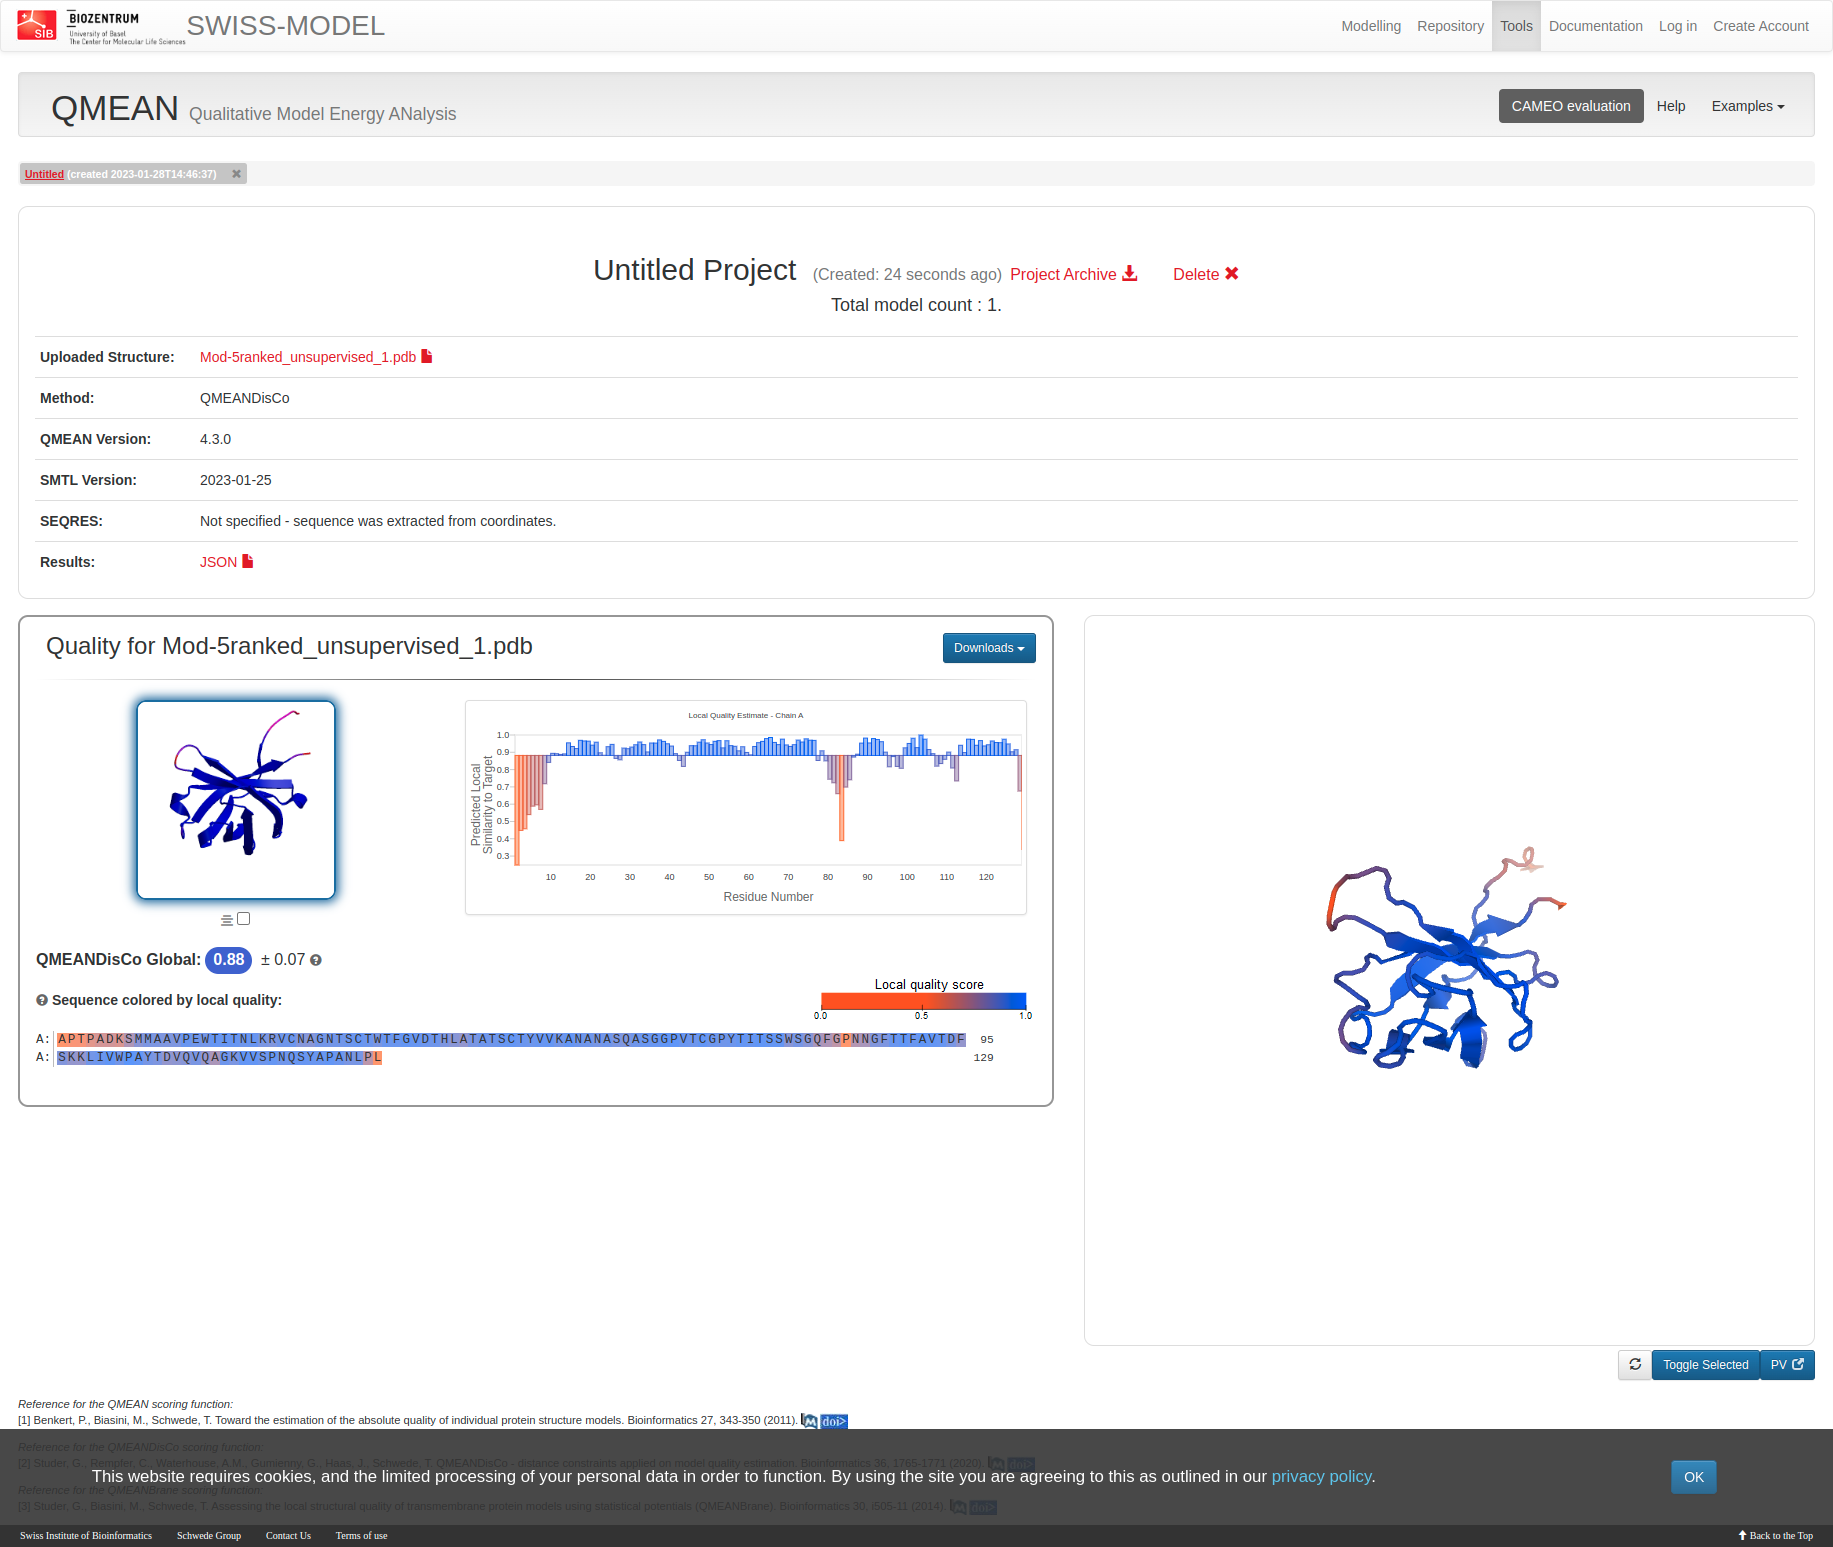 SIB
BIOZENTRUM
University of Basel
The Center for Molecular Life Sciences
SWISS-MODEL
Modelling Repository Tools Documentation Log in Create Account
QMEAN Qualitative Model Energy ANalysis
CAMEO evaluation Help Examples
Untitled (created 2023-01-28T14:46:37)
Untitled Project (Created: 24 seconds ago) Project Archive Delete
Total model count : 1.
Uploaded Structure: Mod-5ranked_unsupervised_1.pdb
Method: QMEANDisCo
QMEAN Version: 4.3.0
SMTL Version: 2023-01-25
SEQRES: Not specified - sequence was extracted from coordinates.
Results: JSON
Quality for Mod-5ranked_unsupervised_1.pdb
Downloads
Local Quality Estimate - Chain A
1.0
0.9
0.8
0.7
0.6
0.5
0.4
0.3
Predicted Local
Similarity to Target
10 20 30 40 50 60 70 80 90 100 110 120
Residue Number
QMEANDisCo Global: 0.88 ± 0.07
Sequence colored by local quality:
Local quality score
0.0 0.5 1.0
A: APTPADKSMMAAVPEWTITNLKRVCNAGNTSCTWTFGVDTHLATATSCTYVVKANANASQASGGPVTCGPYTITSSWSGQFGPNNGFTTFAVTDF 95
A: SKKLIVWPAYTDVQVQAGKVVSPNQSYAPANLPL 129
Toggle Selected PV
Reference for the QMEAN scoring function:
[1] Benkert, P., Biasini, M., Schwede, T. Toward the estimation of the absolute quality of individual protein structure models. Bioinformatics 27, 343-350 (2011). M doi>
Reference for the QMEANDisCo scoring function:
[2] Studer, G., Rempfer, C., Waterhouse, A.M., Gumienny, G., Haas, J., Schwede, T. QMEANDisCo - distance constraints applied on model quality estimation. Bioinformatics 36, 1765-1771 (2020). M doi>
This website requires cookies, and the limited processing of your personal data in order to function. By using the site you are agreeing to this as outlined in our privacy policy.
OK
Reference for the QMEANBrane scoring function:
[3] Studer, G., Biasini, M., Schwede, T. Assessing the local structural quality of transmembrane protein models using statistical potentials (QMEANBrane). Bioinformatics 30, i505-11 (2014). M doi>
Swiss Institute of Bioinformatics Schwede Group Contact Us Terms of use Back to the Top